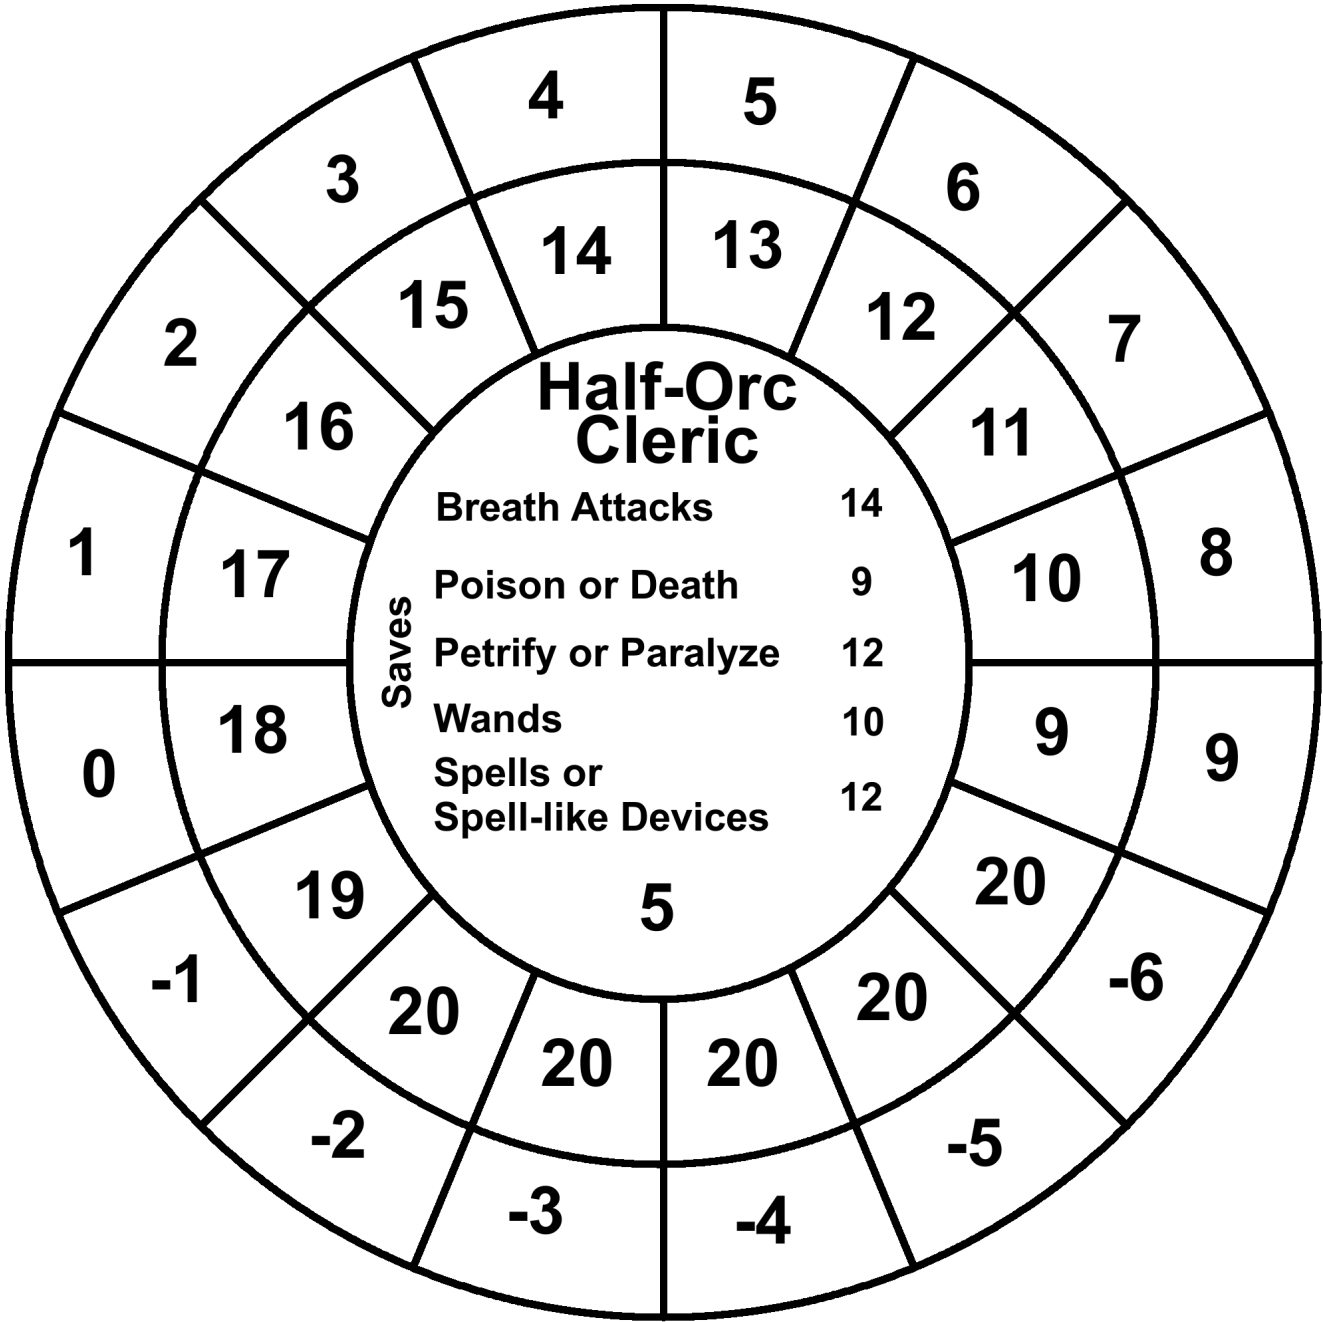 4 5
3 6
14 13
2 7
15 12
16 11
Half-Orc
Cleric
1 8
17 10
Breath Attacks 14
Poison or Death 9
Saves
Petrify or Paralyze 12
Wands 10
Spells or
Spell-like Devices 12
18 9
0 9
19 20
5
-1 -6
20 20
20 20
-2 -5
-3 -4